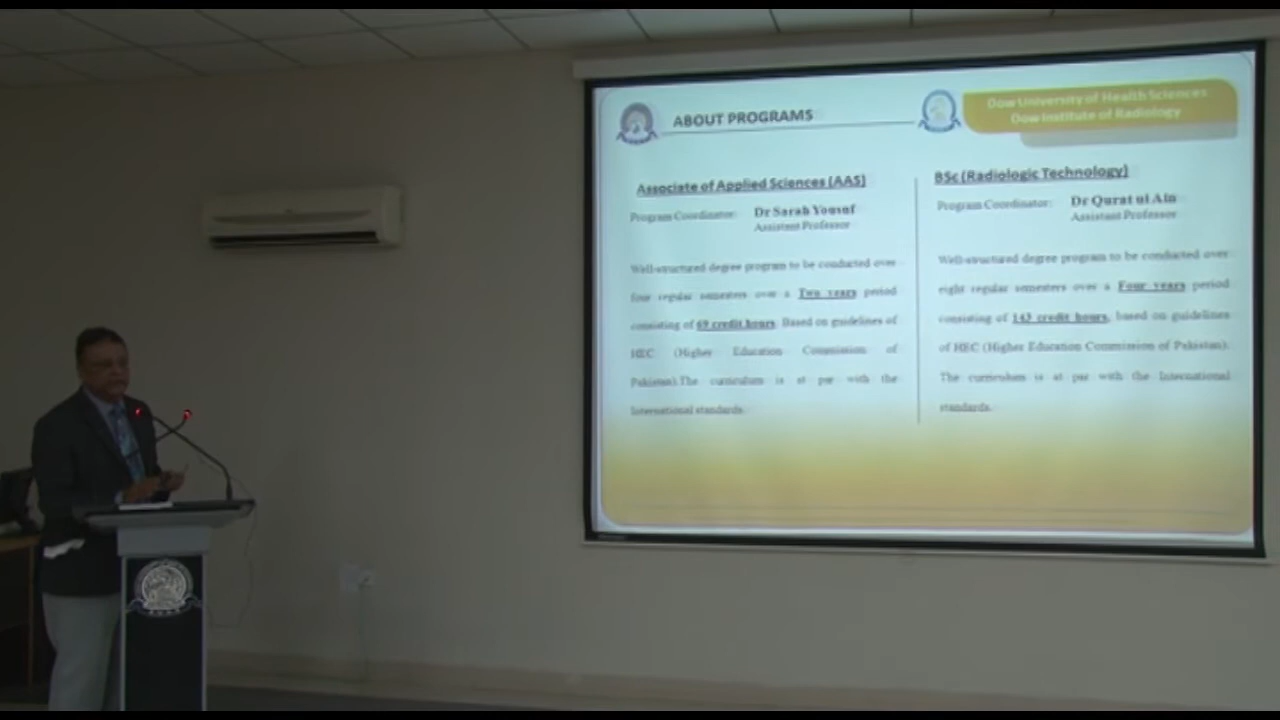 ABOUT PROGRAMS
Dow University of Health Sciences
Dow Institute of Radiology
Associate of Applied Sciences (AAS)
Program Coordinator: Dr Sarah Yousuf
Assistant Professor
Well-structured degree program to be conducted over
four regular semesters over a Two years period
consisting of 69 credit hours. Based on guidelines of
HEC (Higher Education Commission of
Pakistan).The curriculum is at par with the
International standards.
BSc (Radiologic Technology)
Program Coordinator: Dr Qurat ul Ain
Assistant Professor
Well-structured degree program to be conducted over
eight regular semesters over a Four years period
consisting of 143 credit hours, based on guidelines
of HEC (Higher Education Commission of Pakistan).
The curriculum is at par with the International
standards.